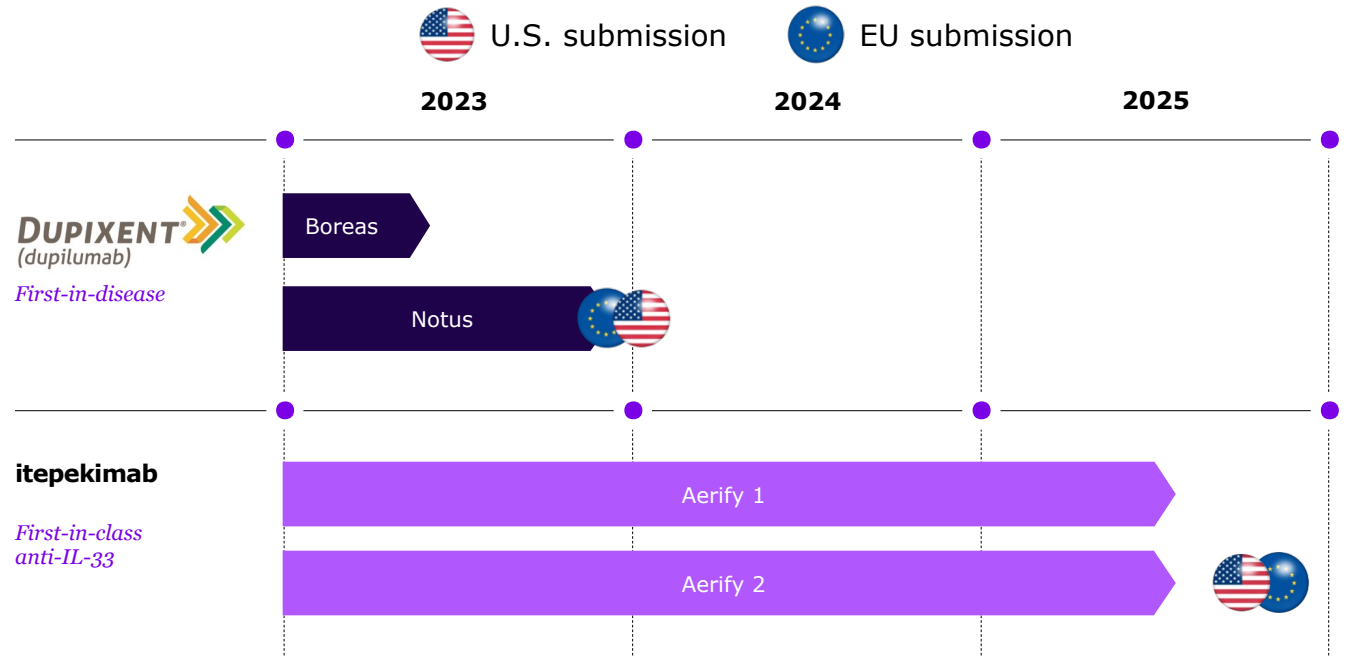 U.S. submission
EU submission
2023
2024
2025
DUPIXENT®
(dupilumab)
First-in-disease
Boreas
Notus
itepekimab
First-in-class
anti-IL-33
Aerify 1
Aerify 2